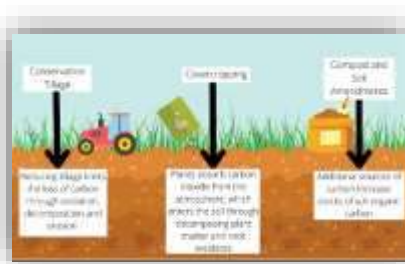 Conservation
Tillage
Cover cropping
Compost and
Soil
Amendments
Reducing tillage limits
the loss of carbon
through oxidation,
decomposition and
erosion
Plants absorb carbon
dioxide from the
atmosphere, which
enters the soil through
decomposing plant
matter and root
exudates
Additional sources of
carbon increase
levels of soil organic
carbon